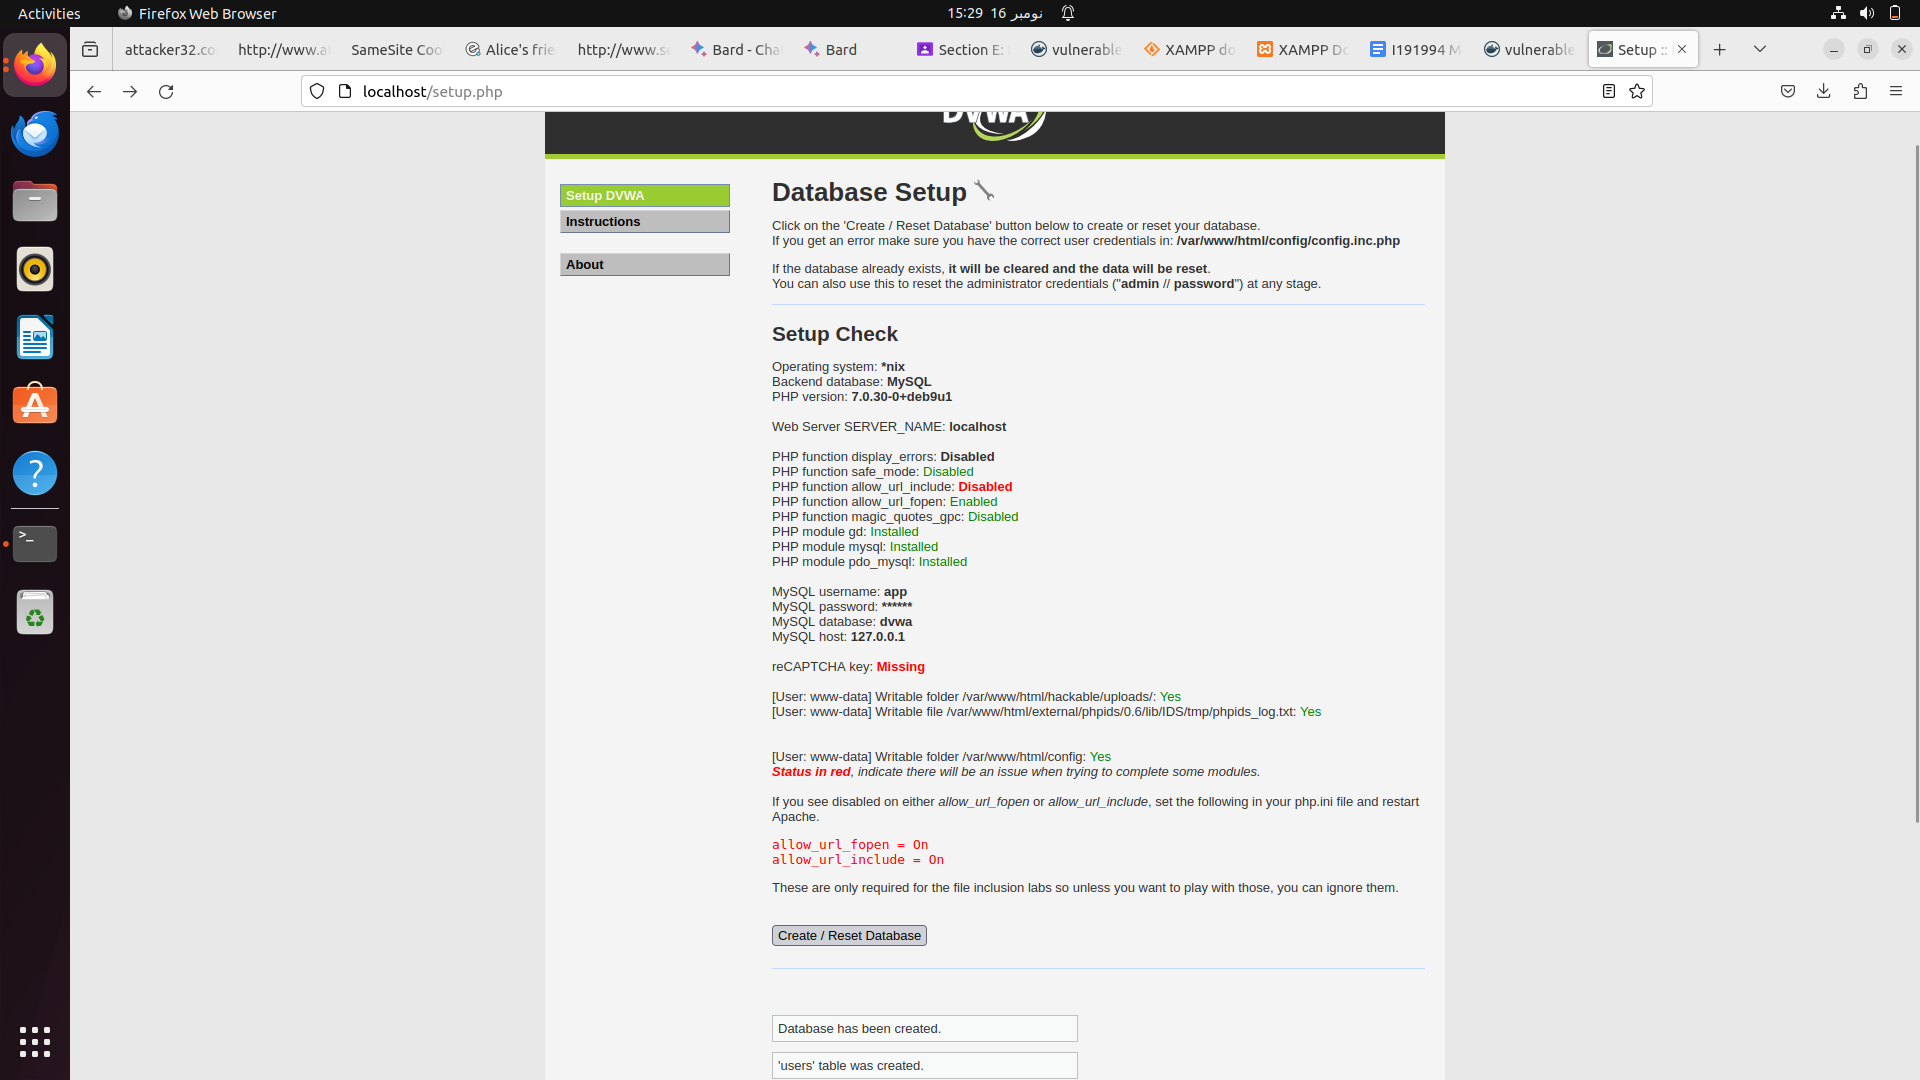 Activities
Firefox Web Browser
نومبر 16  15:29
attacker32.co
http://www.a
SameSite Coo
Alice's frie
http://www.se
Bard - Cha
Bard
Section E:
vulnerable
XAMPP do
XAMPP Do
I191994 M
vulnerable
Setup ::
localhost/setup.php
DVWA
Setup DVWA
Instructions
About
Database Setup
Click on the 'Create / Reset Database' button below to create or reset your database.
If you get an error make sure you have the correct user credentials in: /var/www/html/config/config.inc.php
If the database already exists, it will be cleared and the data will be reset.
You can also use this to reset the administrator credentials ("admin // password") at any stage.
Setup Check
Operating system: *nix
Backend database: MySQL
PHP version: 7.0.30-0+deb9u1
Web Server SERVER_NAME: localhost
PHP function display_errors: Disabled
PHP function safe_mode: Disabled
PHP function allow_url_include: Disabled
PHP function allow_url_fopen: Enabled
PHP function magic_quotes_gpc: Disabled
PHP module gd: Installed
PHP module mysql: Installed
PHP module pdo_mysql: Installed
MySQL username: app
MySQL password: ******
MySQL database: dvwa
MySQL host: 127.0.0.1
reCAPTCHA key: Missing
[User: www-data] Writable folder /var/www/html/hackable/uploads/: Yes
[User: www-data] Writable file /var/www/html/external/phpids/0.6/lib/IDS/tmp/phpids_log.txt: Yes
[User: www-data] Writable folder /var/www/html/config: Yes
Status in red, indicate there will be an issue when trying to complete some modules.
If you see disabled on either allow_url_fopen or allow_url_include, set the following in your php.ini file and restart
Apache.
allow_url_fopen = On
allow_url_include = On
These are only required for the file inclusion labs so unless you want to play with those, you can ignore them.
Create / Reset Database
Database has been created.
'users' table was created.